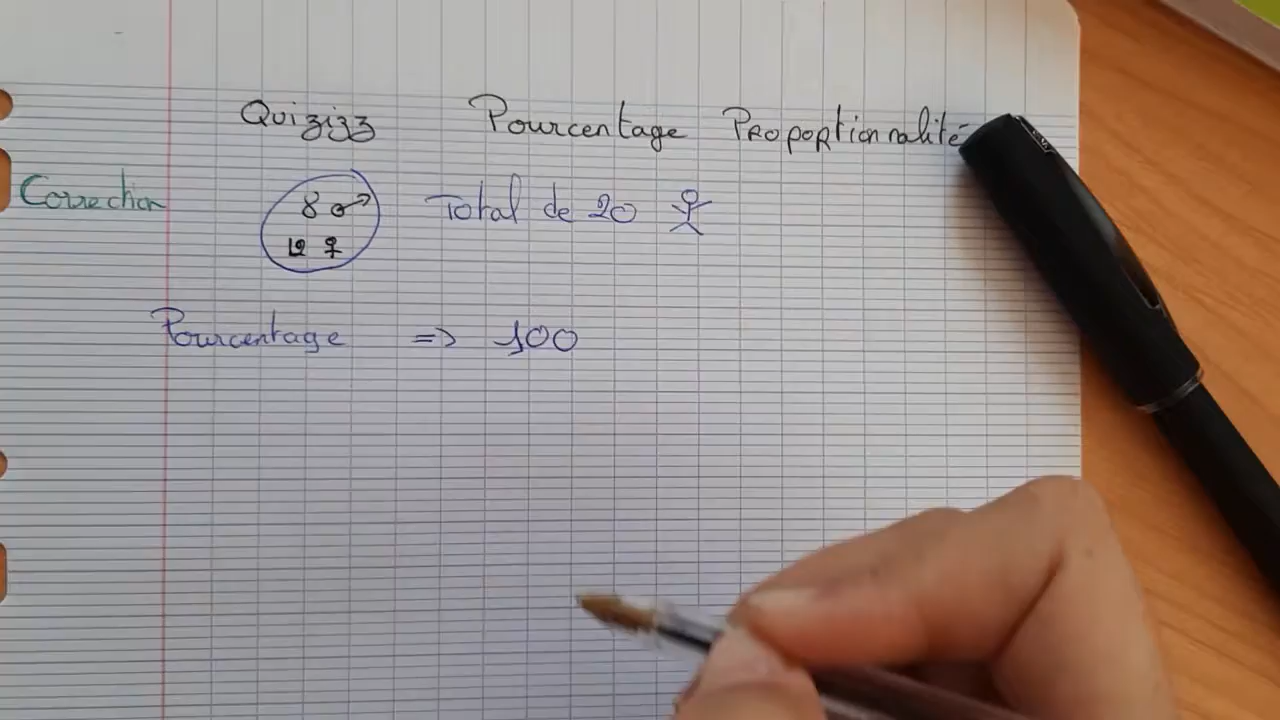 Quizizz Pourcentage Proportionnalité
Correction 8 ♂ Total de 20
12 ♀
Pourcentage => 100